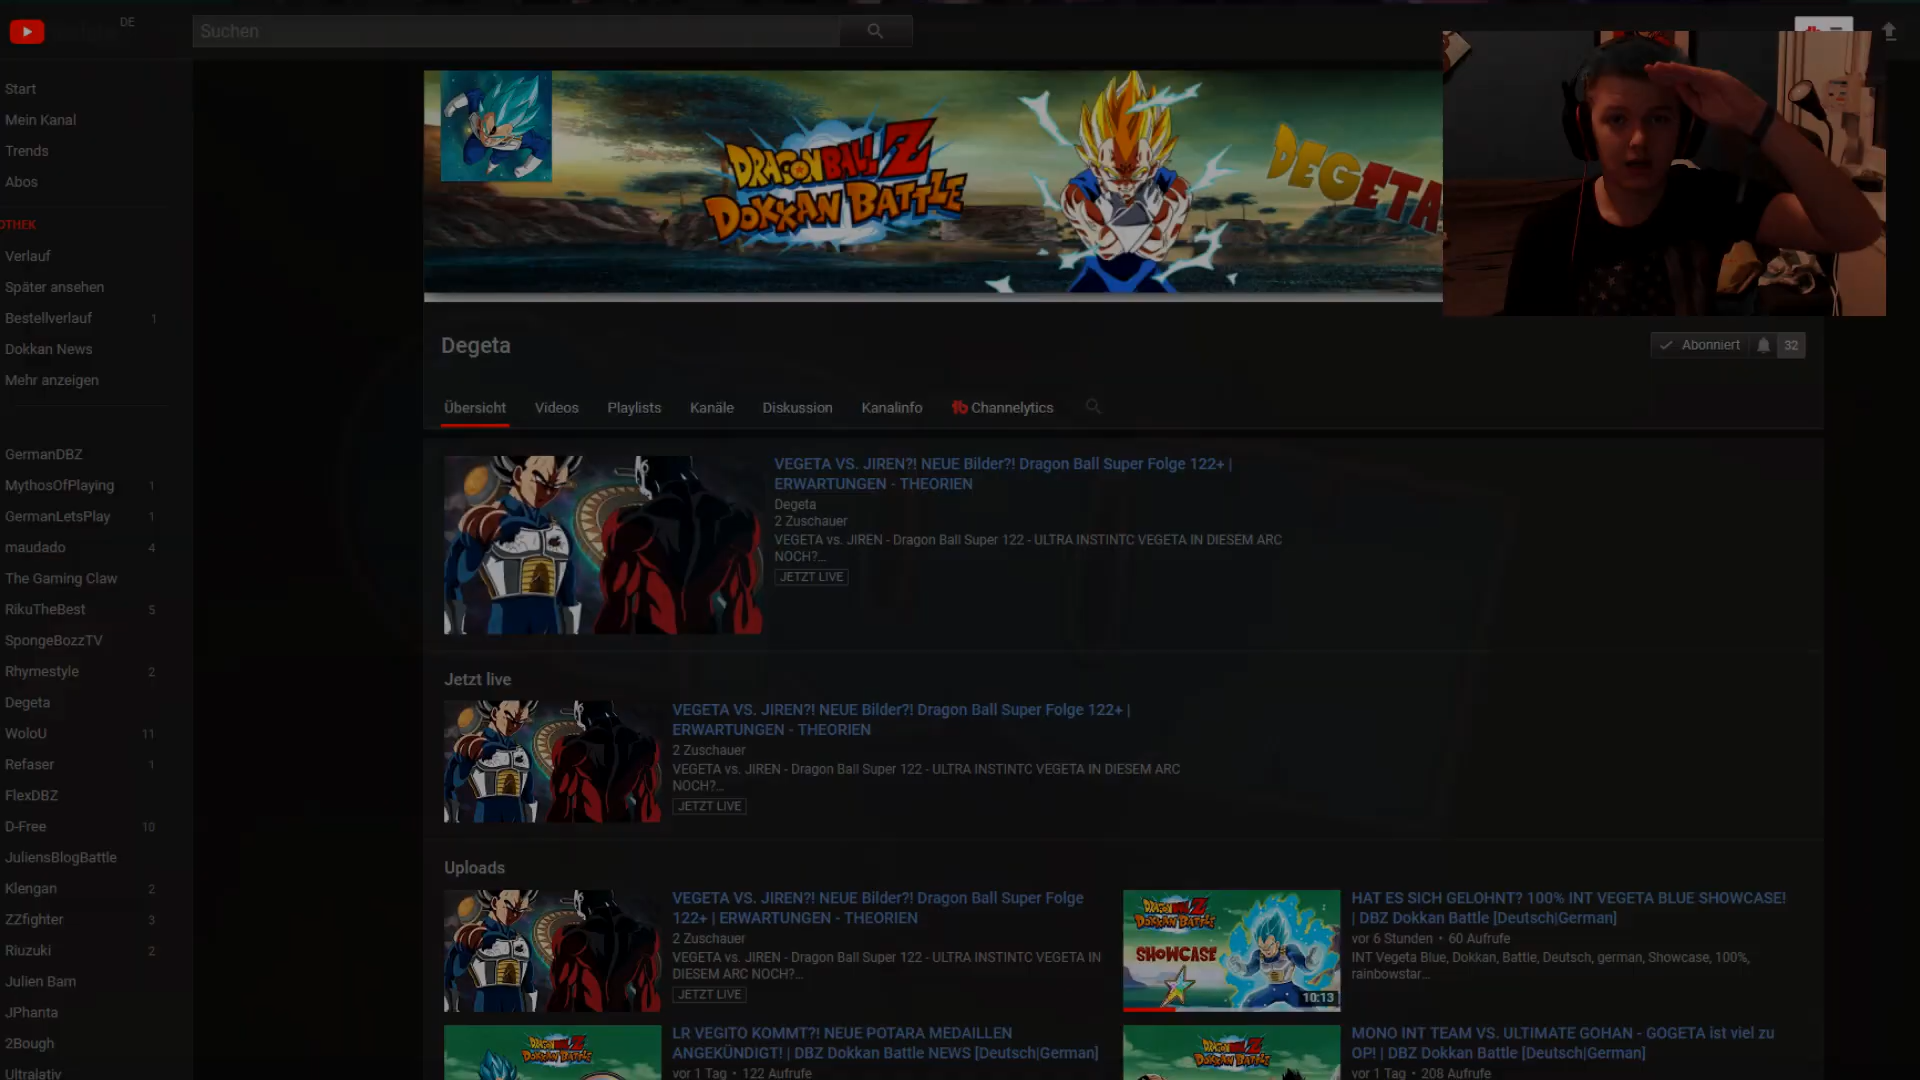 DE
Suchen
Start
Mein Kanal
Trends
Abos
OTHEK
Verlauf
Später ansehen
Bestellverlauf 1
Dokkan News
Mehr anzeigen
GermanDBZ
MythosOfPlaying 1
GermanLetsPlay 1
maudado 4
The Gaming Claw
RikuTheBest 5
SpongeBozzTV
Rhymestyle 2
Degeta
WoloU 11
Refaser 1
FlexDBZ
D-Free 10
JuliensBlogBattle
Klengan 2
ZZfighter 3
Riuzuki 2
Julien Bam
JPhanta
2Bough
Ultralativ
DRAGONBALL Z
DOKKAN BATTLE
DEGETA
Degeta
Abonniert 32
Übersicht Videos Playlists Kanäle Diskussion Kanalinfo Channelytics
VEGETA VS. JIREN?! NEUE Bilder?! Dragon Ball Super Folge 122+ |
ERWARTUNGEN - THEORIEN
Degeta
2 Zuschauer
VEGETA vs. JIREN - Dragon Ball Super 122 - ULTRA INSTINTC VEGETA IN DIESEM ARC
NOCH?...
JETZT LIVE
Jetzt live
VEGETA VS. JIREN?! NEUE Bilder?! Dragon Ball Super Folge 122+ |
ERWARTUNGEN - THEORIEN
2 Zuschauer
VEGETA vs. JIREN - Dragon Ball Super 122 - ULTRA INSTINTC VEGETA IN DIESEM ARC
NOCH?...
JETZT LIVE
Uploads
VEGETA VS. JIREN?! NEUE Bilder?! Dragon Ball Super Folge
122+ | ERWARTUNGEN - THEORIEN
2 Zuschauer
VEGETA vs. JIREN - Dragon Ball Super 122 - ULTRA INSTINTC VEGETA IN
DIESEM ARC NOCH?...
JETZT LIVE
DRAGONBALL Z
DOKKAN BATTLE
SHOWCASE
10:13
HAT ES SICH GELOHNT? 100% INT VEGETA BLUE SHOWCASE!
| DBZ Dokkan Battle [Deutsch|German]
vor 6 Stunden • 60 Aufrufe
INT Vegeta Blue, Dokkan, Battle, Deutsch, german, Showcase, 100%,
rainbowstar...
DRAGONBALL Z
DOKKAN BATTLE
LR VEGITO KOMMT?! NEUE POTARA MEDAILLEN
ANGEKÜNDIGT! | DBZ Dokkan Battle NEWS [Deutsch|German]
vor 1 Tag • 122 Aufrufe
DRAGONBALL Z
DOKKAN BATTLE
MONO INT TEAM VS. ULTIMATE GOHAN - GOGETA ist viel zu
OP! | DBZ Dokkan Battle [Deutsch|German]
vor 1 Tag • 208 Aufrufe